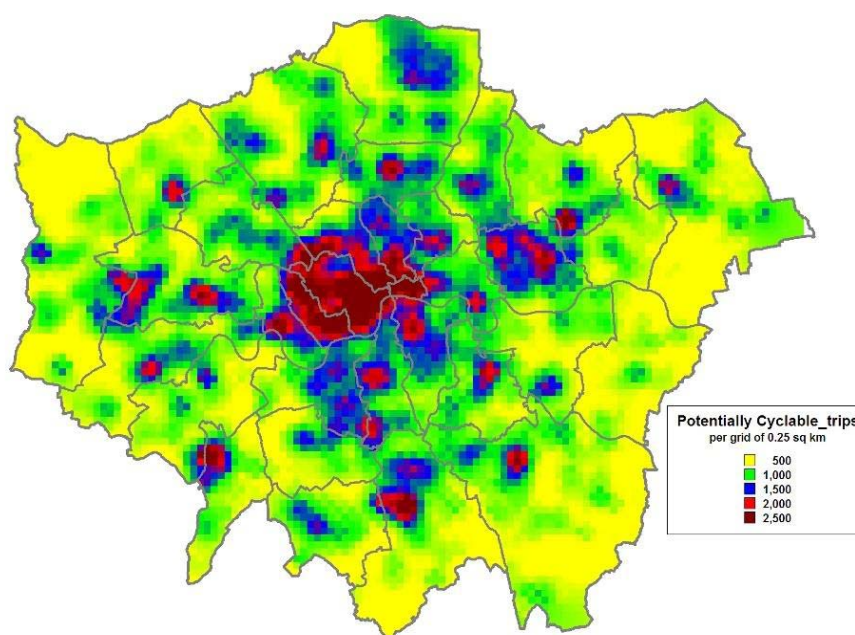 Potentially Cyclable_trips
per grid of 0.25 sq km
500
1,000
1,500
2,000
2,500